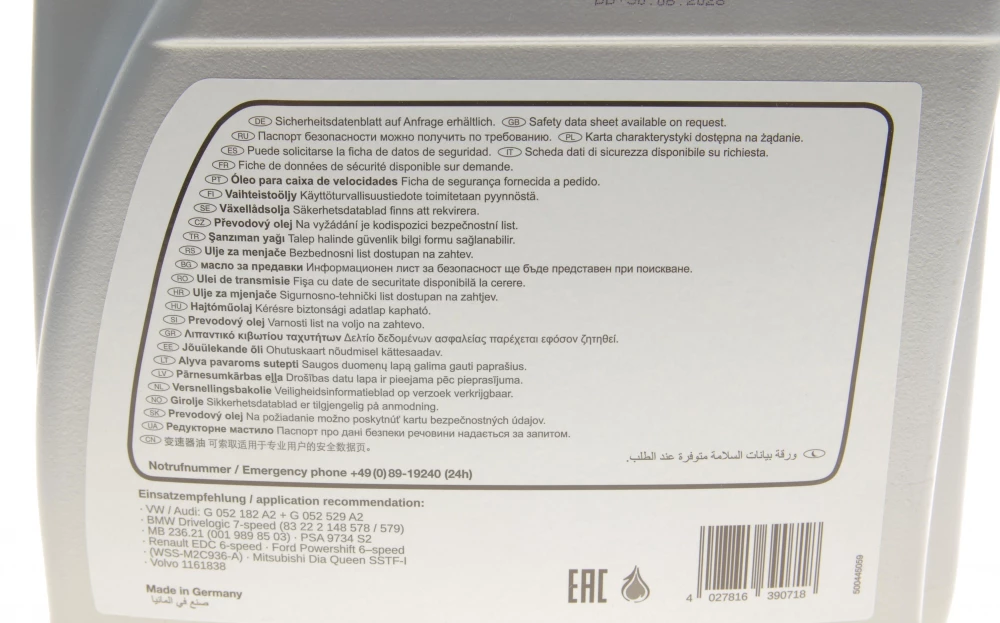 DE Sicherheitsdatenblatt auf Anfrage erhältlich. GB Safety data sheet available on request.
RU Паспорт безопасности можно получить по требованию. PL Karta charakterystyki dostępna na żądanie.
ES Puede solicitarse la ficha de datos de seguridad. IT Scheda dati di sicurezza disponibile su richiesta.
FR Fiche de données de sécurité disponible sur demande.
PT Óleo para caixa de velocidades Ficha de segurança fornecida a pedido.
FI Vaihteistoöljy Käyttöturvallisuustiedote toimitetaan pyynnöstä.
SE Växellådsolja Säkerhetsdatablad finns att rekvirera.
CZ Převodový olej Na vyžádání je kodispozici bezpečnostní list.
TR Şanzıman yağı Talep halinde güvenlik bilgi formu sağlanabilir.
RS Ulje za menjače Bezbednosni list dostupan na zahtev.
BG масло за предавки Информационен лист за безопасност ще бъде представен при поискване.
RO Ulei de transmisie Fişa cu date de securitate disponibilă la cerere.
HR Ulje za mjenjače Sigurnosno-tehnički list dostupan na zahtjev.
HU Hajtóműolaj Kérésre biztonsági adatlap kapható.
SI Prevodový olej Varnosti list na voljo na zahtevo.
GR Λιπαντικό κιβωτίου ταχυτήτων Δελτίο δεδομένων ασφαλείας παρέχεται εφόσον ζητηθεί.
EE Jõuülekande õli Ohutuskaart nõudmisel kättesaadav.
LT Alyva pavaroms sutepti Saugos duomenų lapą galima gauti paprašius.
LV Pārnesumkārbas eļļa Drošības datu lapa ir pieejama pēc pieprasījuma.
NL Versnellingsbakolie Veiligheidsinformatieblad op verzoek verkrijgbaar.
NO Girolje Sikkerhetsdatablad er tilgjengelig på anmodning.
SK Prevodový olej Na požiadanie možno poskytnúť kartu bezpečnostných údajov.
UA Редукторне мастило Паспорт про дані безпеки речовини надається за запитом.
CN 变速器油 可索取适用于专业用户的安全数据页。
ورقة بيانات السلامة متوفرة عند الطلب.
Notrufnummer / Emergency phone +49(0)89-19240 (24h)
Einsatzempfehlung / application recommendation:
· VW / Audi: G 052 182 A2 + G 052 529 A2
· BMW Drivelogic 7-speed (83 22 2 148 578 / 579)
· MB 236.21 (001 989 85 03) · PSA 9734 S2
· Renault EDC 6-speed · Ford Powershift 6–speed
· (WSS-M2C936-A) · Mitsubishi Dia Queen SSTF-I
· Volvo 1161838
Made in Germany
صنع في المانيا
EAC
4 027816 390718
500445059